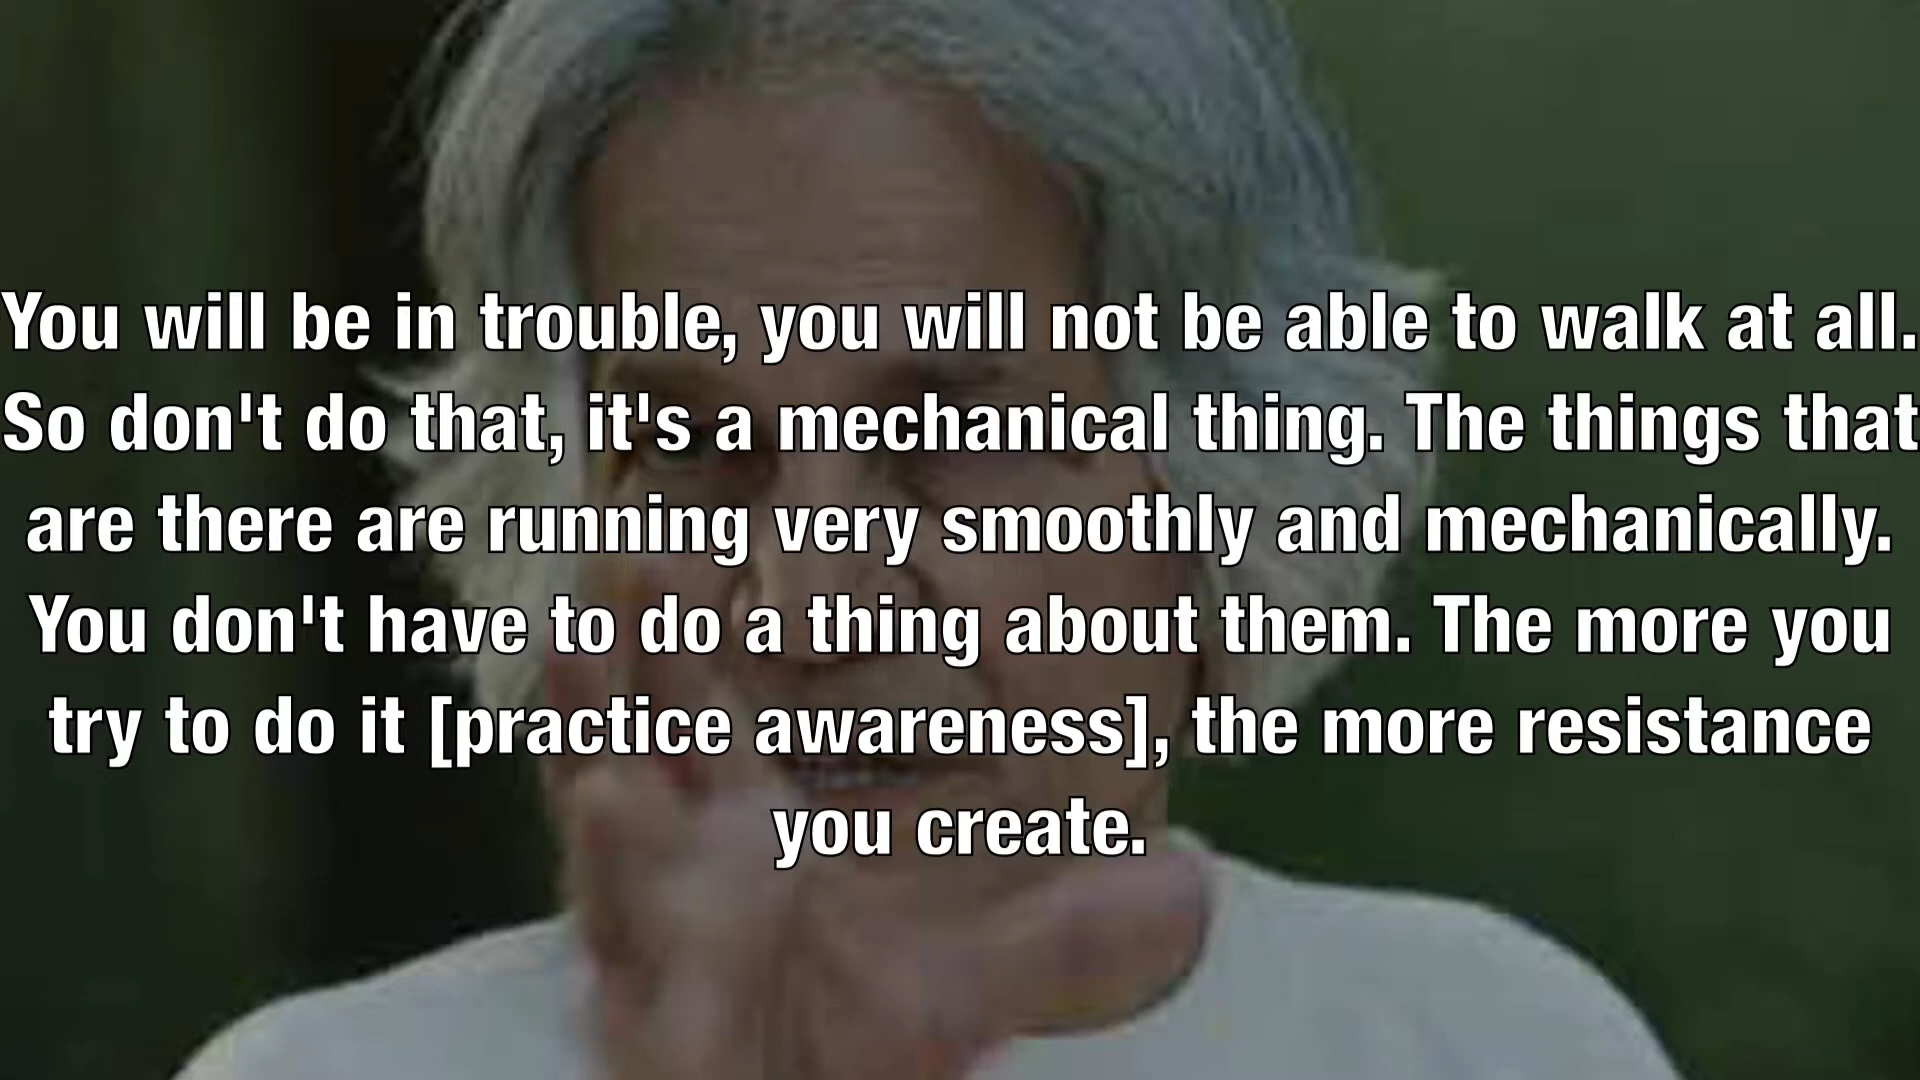 You will be in trouble, you will not be able to walk at all.
So don't do that, it's a mechanical thing. The things that
are there are running very smoothly and mechanically.
You don't have to do a thing about them. The more you
try to do it [practice awareness], the more resistance
you create.